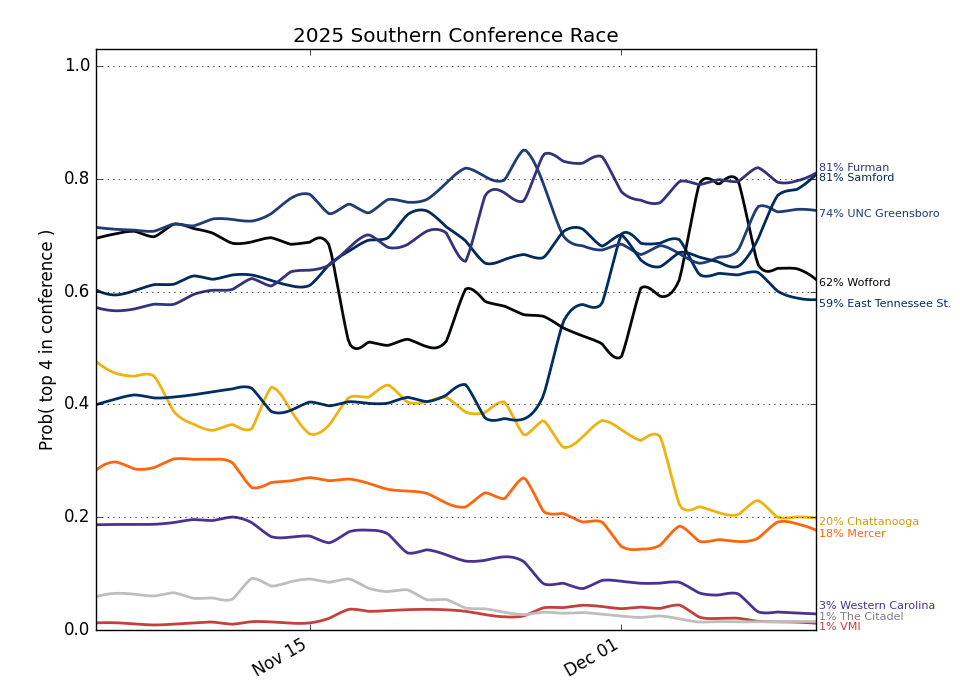 2025 Southern Conference Race
Prob( top 4 in conference )
1.0
0.8
0.6
0.4
0.2
0.0
Nov 15
Dec 01
81% Furman
81% Samford
74% UNC Greensboro
62% Wofford
59% East Tennessee St.
20% Chattanooga
18% Mercer
3% Western Carolina
1% The Citadel
1% VMI